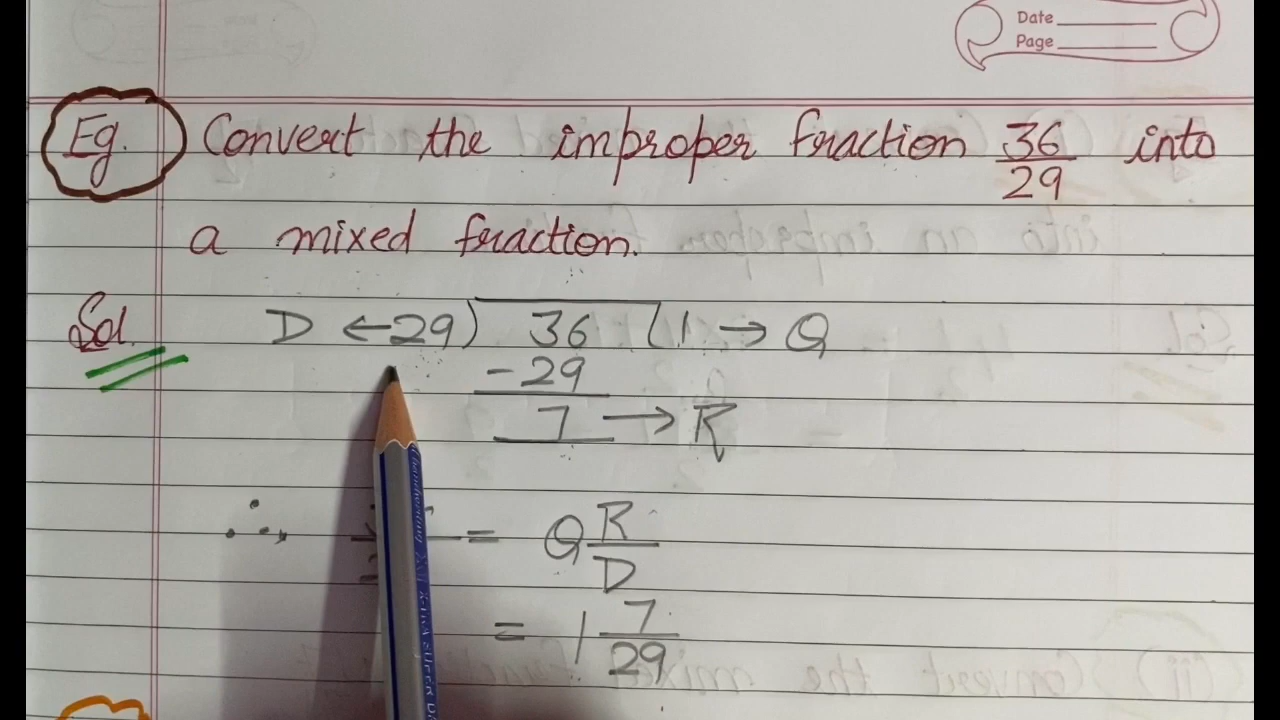 Date
Page
Eg. Convert the improper fraction 36/29 into
a mixed fraction.
Sol. D ← 29) 36 (1 → Q
- 29
7 → R
∴ = Q R/D
= 1 7/29